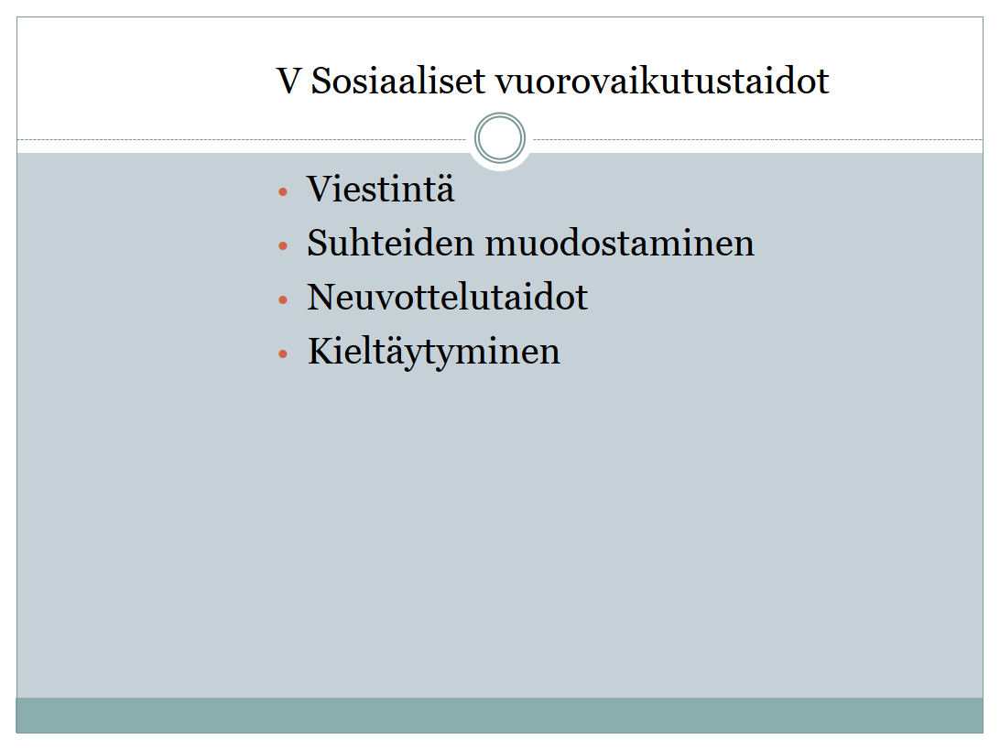 V Sosiaaliset vuorovaikutustaidot
• Viestintä
• Suhteiden muodostaminen
• Neuvottelutaidot
• Kieltäytyminen